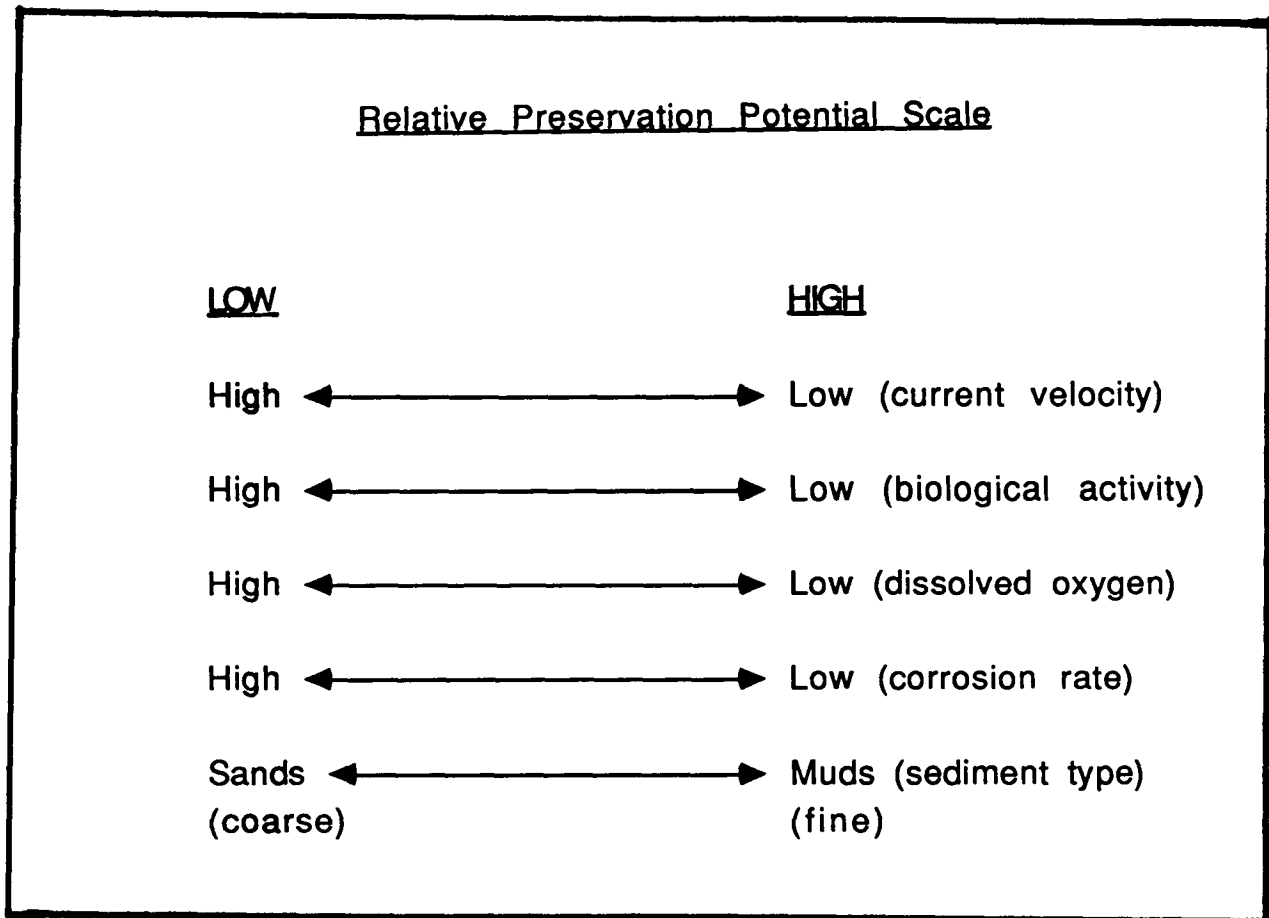 Relative Preservation Potential Scale
LOW HIGH
High Low (current velocity)
High Low (biological activity)
High Low (dissolved oxygen)
High Low (corrosion rate)
Sands Muds (sediment type)
(coarse) (fine)